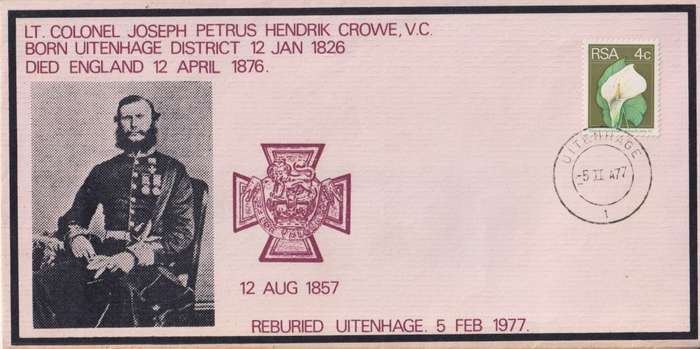 LT. COLONEL JOSEPH PETRUS HENDRIK CROWE, V.C.
BORN UITENHAGE DISTRICT 12 JAN 1826
DIED ENGLAND 12 APRIL 1876.
RSA 4c
UITENHAGE
-5 II A77
1
12 AUG 1857
REBURIED UITENHAGE. 5 FEB 1977.